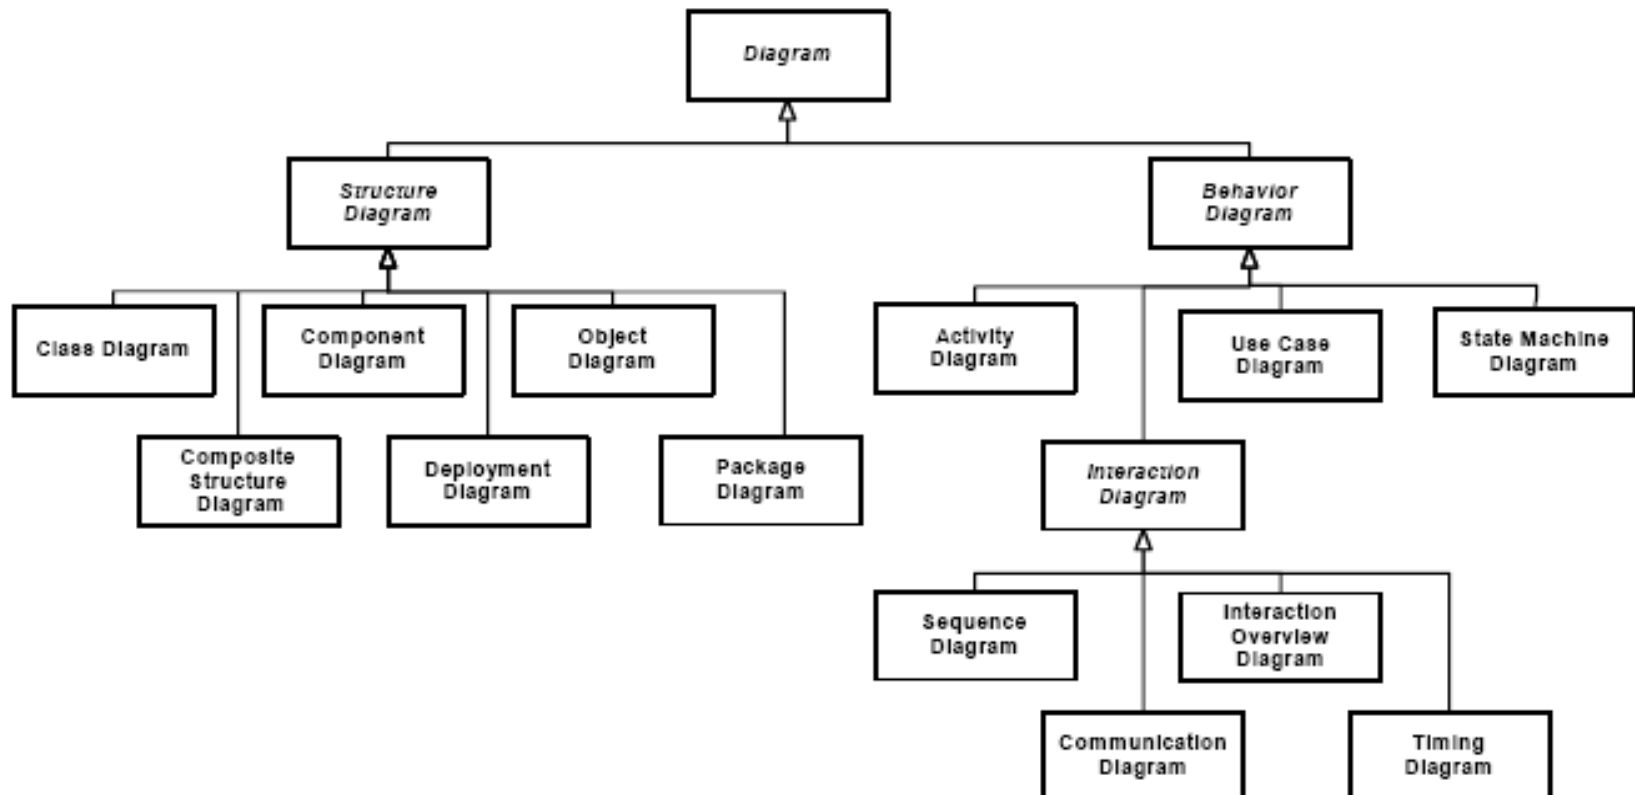 Diagram
Structure
Diagram
Behavior
Diagram
Class Diagram
Component
Diagram
Object
Diagram
Activity
Diagram
Use Case
Diagram
State Machine
Diagram
Composite
Structure
Diagram
Deployment
Diagram
Package
Diagram
Interaction
Diagram
Sequence
Diagram
Interaction
Overview
Diagram
Communication
Diagram
Timing
Diagram